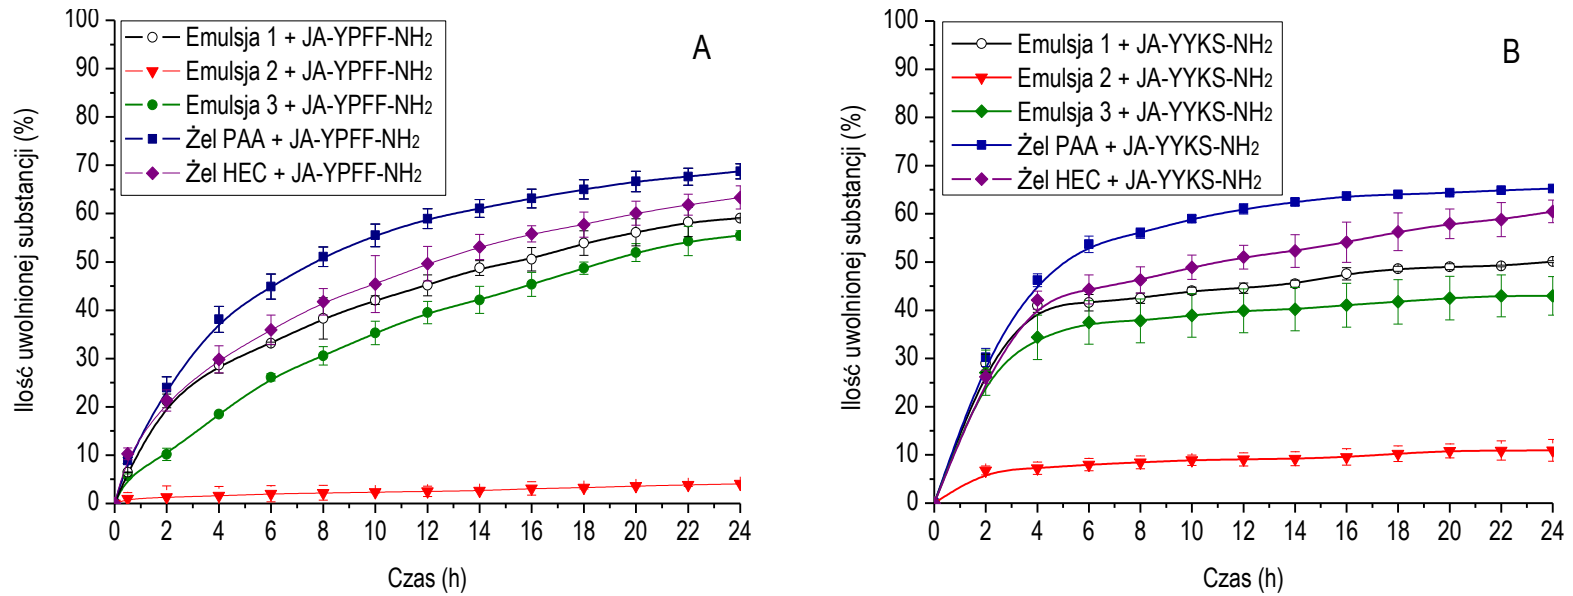 A
Ilość uwolnionej substancji (%)
100
90
80
70
60
50
40
30
20
10
0
Emulsja 1 + JA-YPFF-NH2
Emulsja 2 + JA-YPFF-NH2
Emulsja 3 + JA-YPFF-NH2
Żel PAA + JA-YPFF-NH2
Żel HEC + JA-YPFF-NH2
0 2 4 6 8 10 12 14 16 18 20 22 24
Czas (h)
B
Ilość uwolnionej substancji (%)
100
90
80
70
60
50
40
30
20
10
0
Emulsja 1 + JA-YYKS-NH2
Emulsja 2 + JA-YYKS-NH2
Emulsja 3 + JA-YYKS-NH2
Żel PAA + JA-YYKS-NH2
Żel HEC + JA-YYKS-NH2
0 2 4 6 8 10 12 14 16 18 20 22 24
Czas (h)